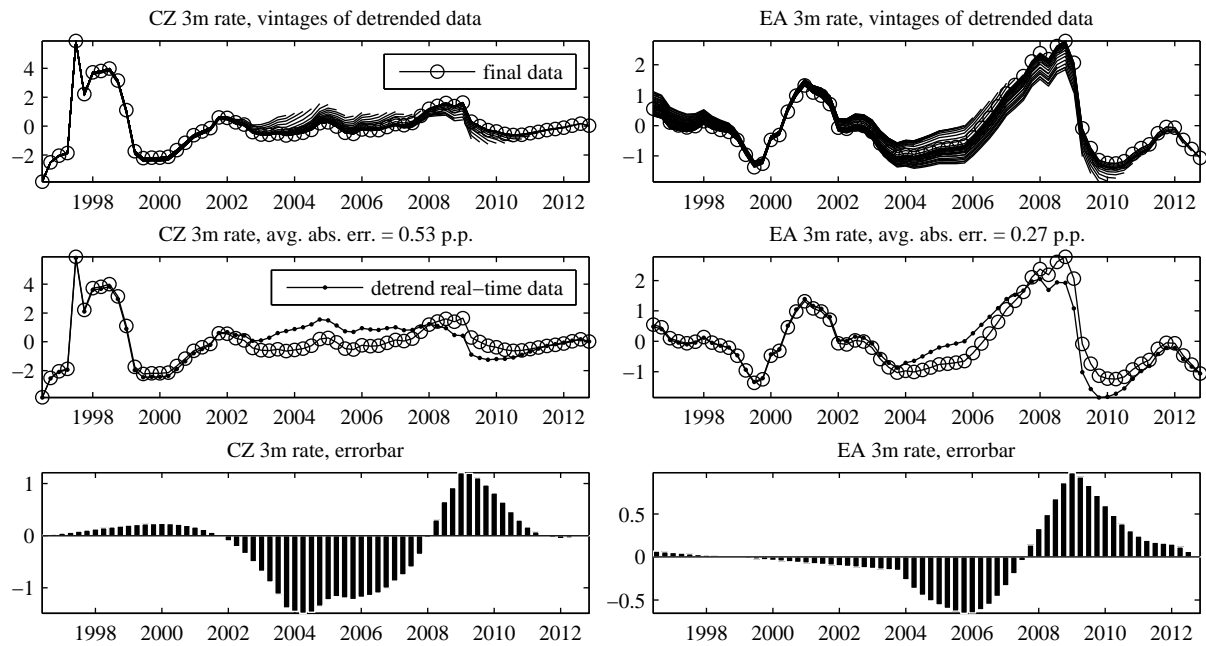 CZ 3m rate, vintages of detrended data
4
2
0
−2
final data
1998 2000 2002 2004 2006 2008 2010 2012
EA 3m rate, vintages of detrended data
2
1
0
−1
1998 2000 2002 2004 2006 2008 2010 2012
CZ 3m rate, avg. abs. err. = 0.53 p.p.
4
2
0
−2
detrend real−time data
1998 2000 2002 2004 2006 2008 2010 2012
EA 3m rate, avg. abs. err. = 0.27 p.p.
2
1
0
−1
1998 2000 2002 2004 2006 2008 2010 2012
CZ 3m rate, errorbar
1
0
−1
1998 2000 2002 2004 2006 2008 2010 2012
EA 3m rate, errorbar
0.5
0
−0.5
1998 2000 2002 2004 2006 2008 2010 2012